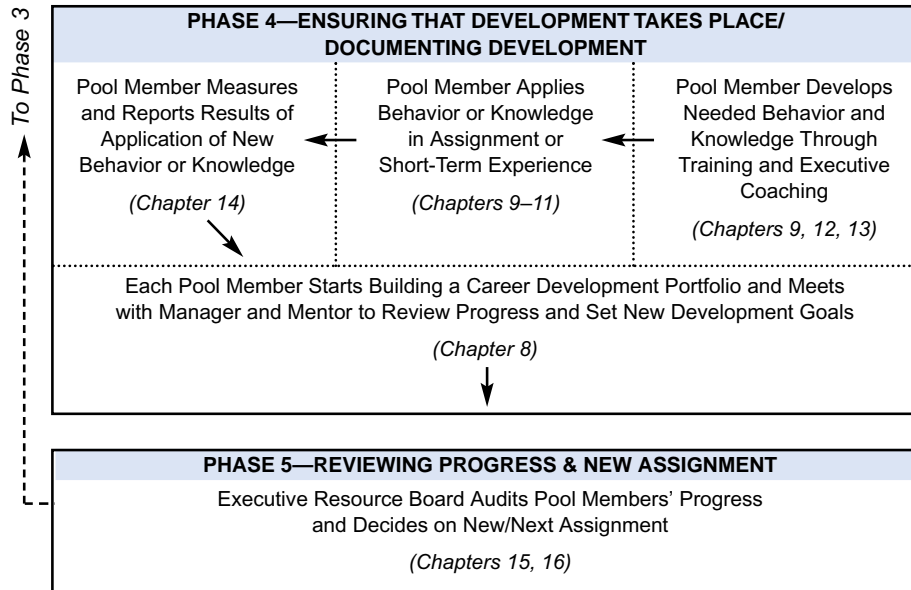 To Phase 3
PHASE 4—ENSURING THAT DEVELOPMENT TAKES PLACE/
DOCUMENTING DEVELOPMENT
Pool Member Measures
and Reports Results of
Application of New
Behavior or Knowledge
(Chapter 14)
Pool Member Applies
Behavior or Knowledge
in Assignment or
Short-Term Experience
(Chapters 9–11)
Pool Member Develops
Needed Behavior and
Knowledge Through
Training and Executive
Coaching
(Chapters 9, 12, 13)
Each Pool Member Starts Building a Career Development Portfolio and Meets
with Manager and Mentor to Review Progress and Set New Development Goals
(Chapter 8)
PHASE 5—REVIEWING PROGRESS & NEW ASSIGNMENT
Executive Resource Board Audits Pool Members’ Progress
and Decides on New/Next Assignment
(Chapters 15, 16)